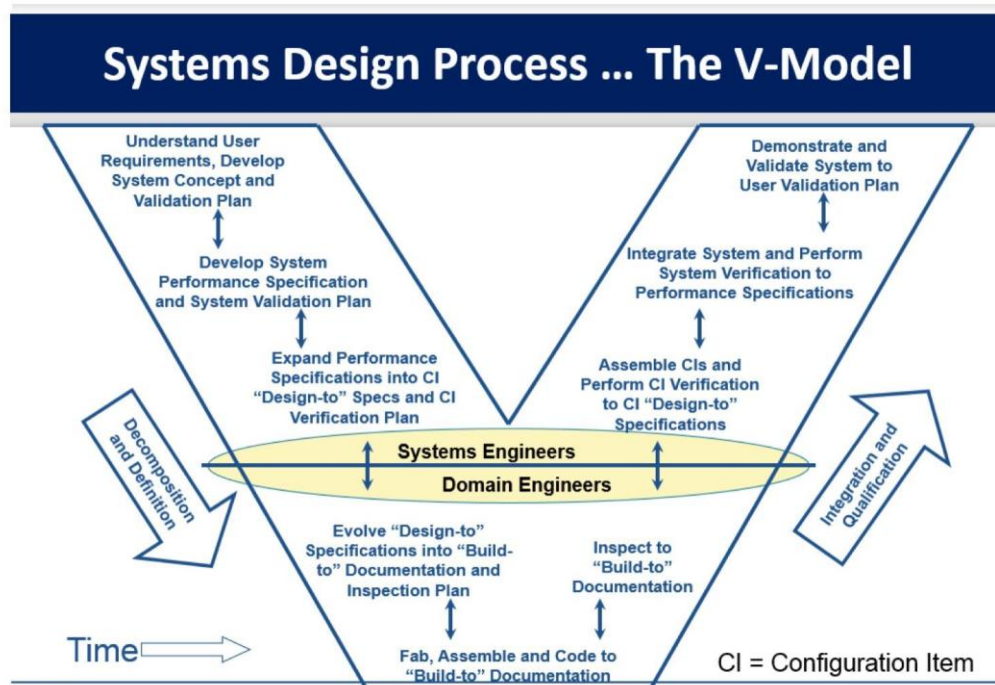 Systems Design Process ... The V-Model
Understand User
Requirements, Develop
System Concept and
Validation Plan
Develop System
Performance Specification
and System Validation Plan
Expand Performance
Specifications into CI
“Design-to” Specs and CI
Verification Plan
Decomposition
and Definition
Systems Engineers
Domain Engineers
Evolve “Design-to”
Specifications into “Build-
to” Documentation and
Inspection Plan
Fab, Assemble and Code to
“Build-to” Documentation
Inspect to
“Build-to”
Documentation
Assemble CIs and
Perform CI Verification
to CI “Design-to”
Specifications
Integrate System and Perform
System Verification to
Performance Specifications
Demonstrate and
Validate System to
User Validation Plan
Integration and
Qualification
Time
CI = Configuration Item